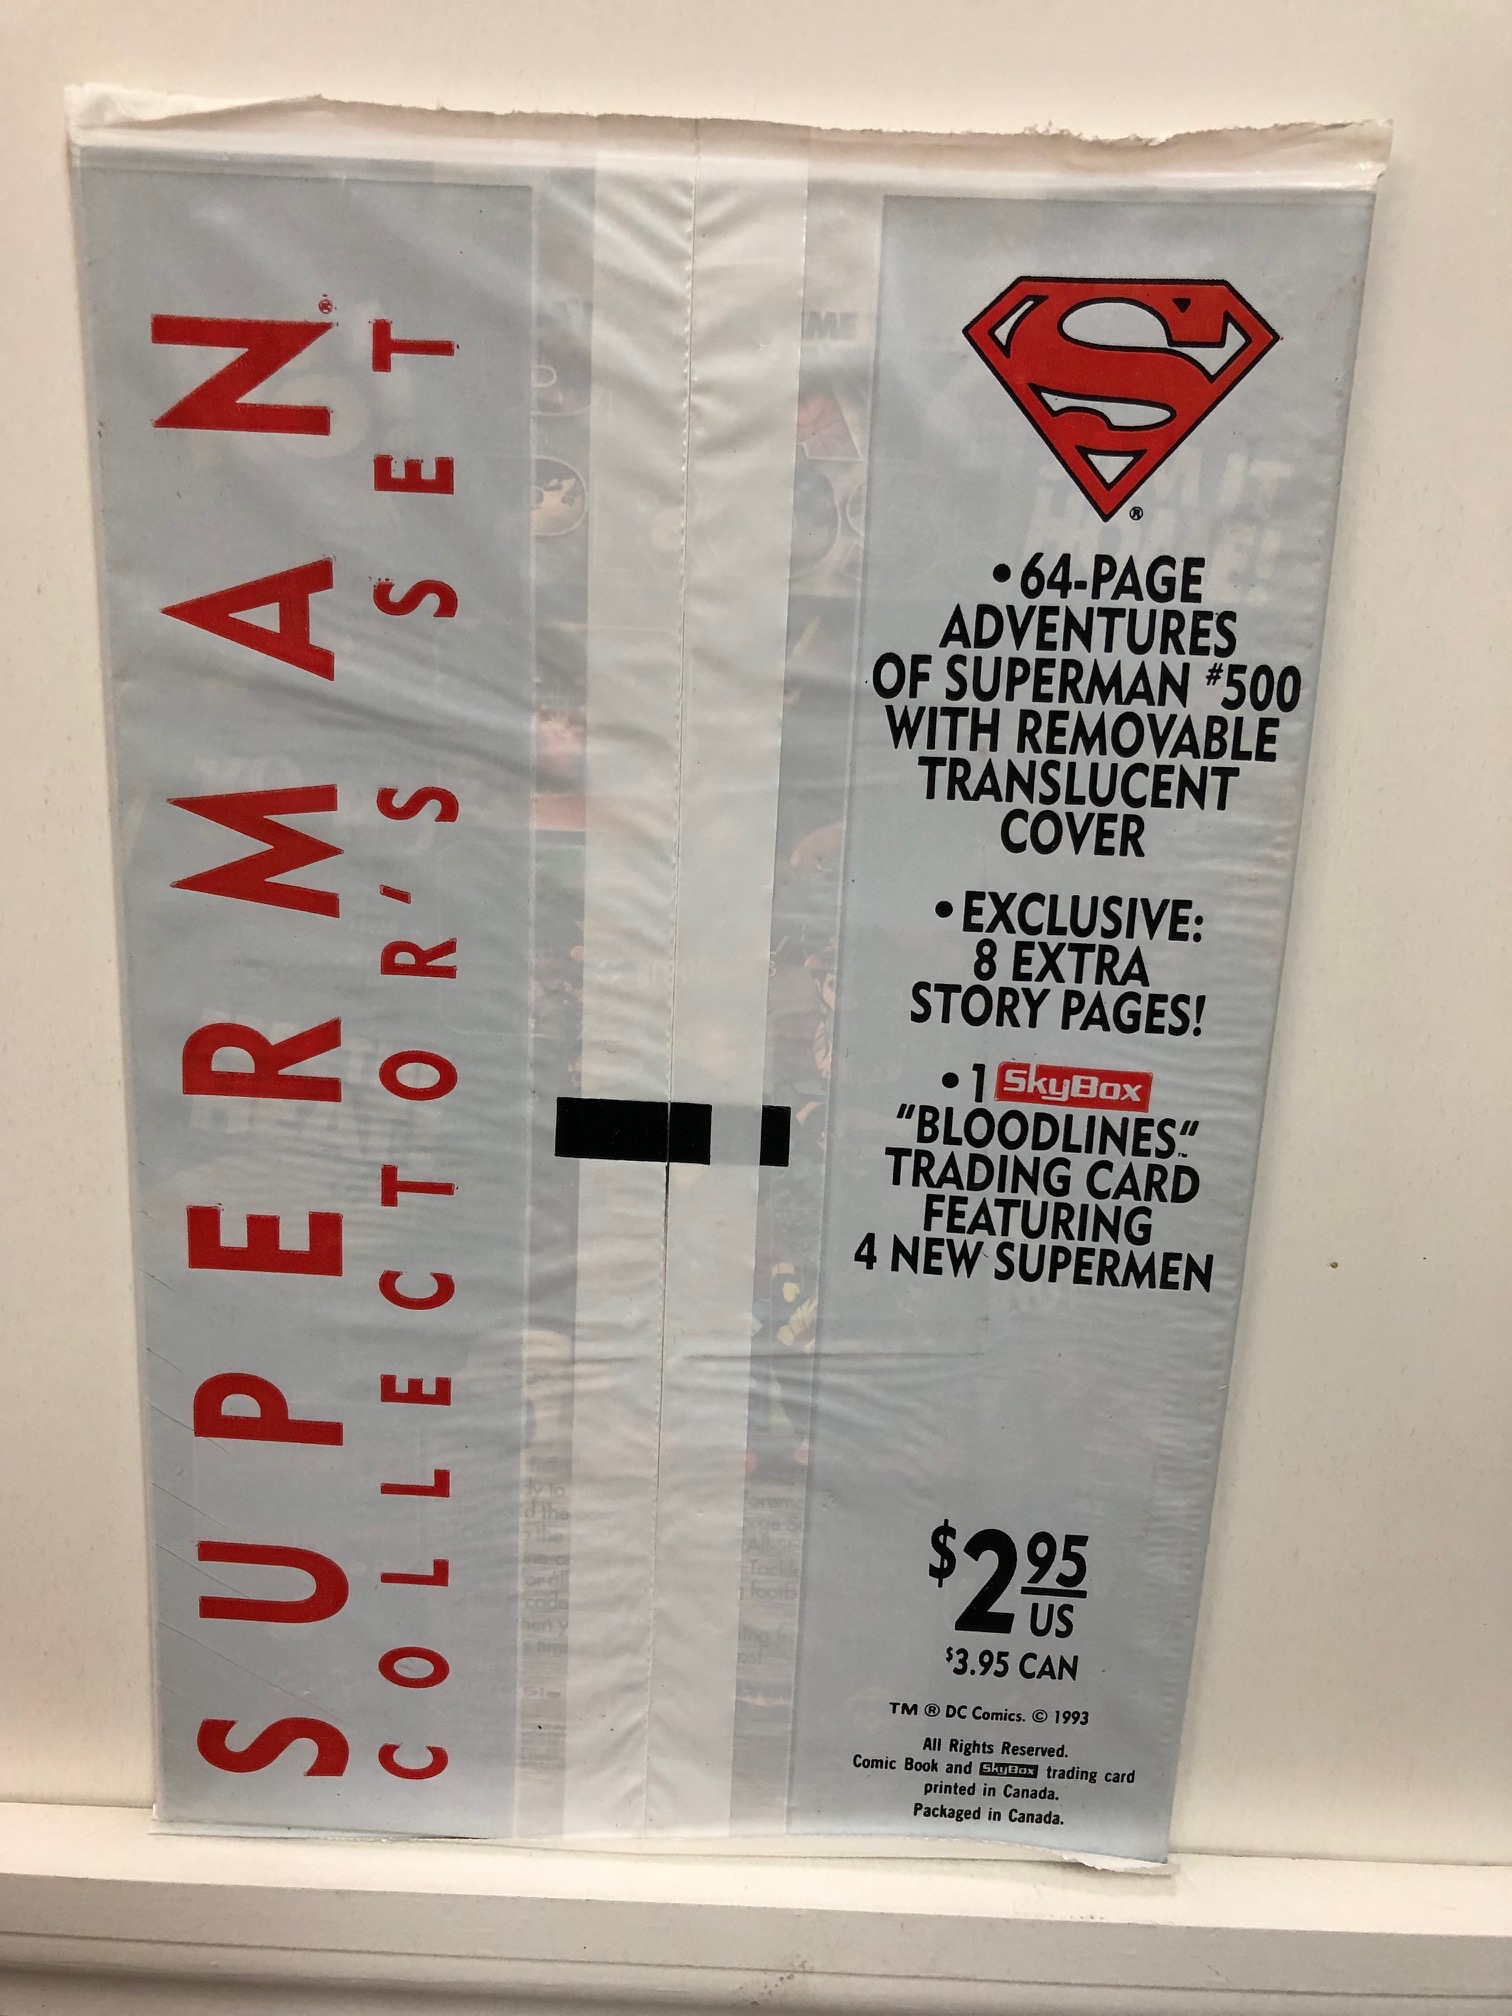 SUPERMAN®
COLLECTOR'S SET
®
•64-PAGE
ADVENTURES
OF SUPERMAN #500
WITH REMOVABLE
TRANSLUCENT
COVER
•EXCLUSIVE:
8 EXTRA
STORY PAGES!
•1 SkyBox
"BLOODLINES"™
TRADING CARD
FEATURING
4 NEW SUPERMEN
$2.95
US
$3.95 CAN
TM ® DC Comics. © 1993
All Rights Reserved.
Comic Book and SkyBox trading card
printed in Canada.
Packaged in Canada.